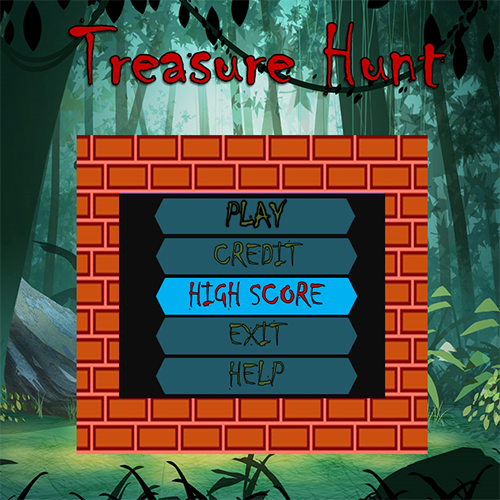 Treasure Hunt
PLAY
CREDIT
HIGH SCORE
EXIT
HELP